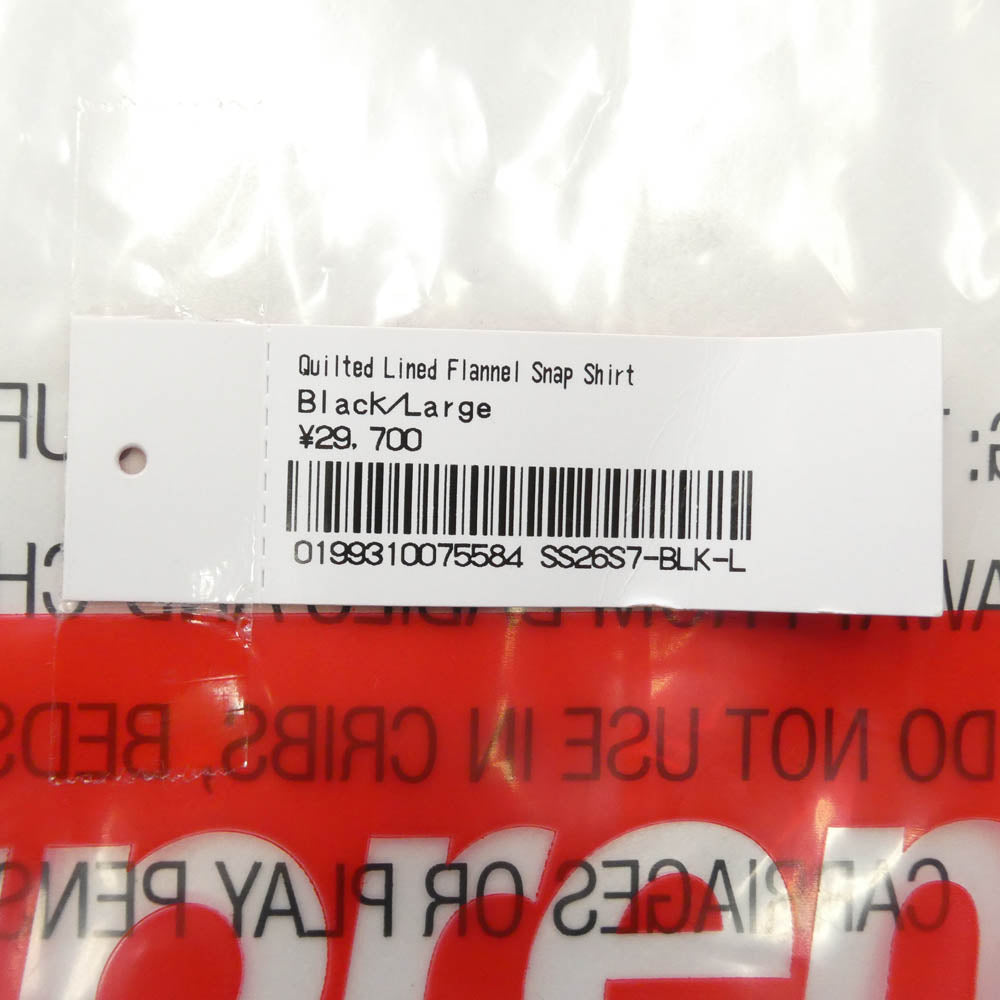 Quilted Lined Flannel Snap Shirt
Black/Large
¥29,700
0199310075584 SS26S7-BLK-L
DO NOT USE IN CRIBS, BEDS
CARRIAGES OR PLAY PENS